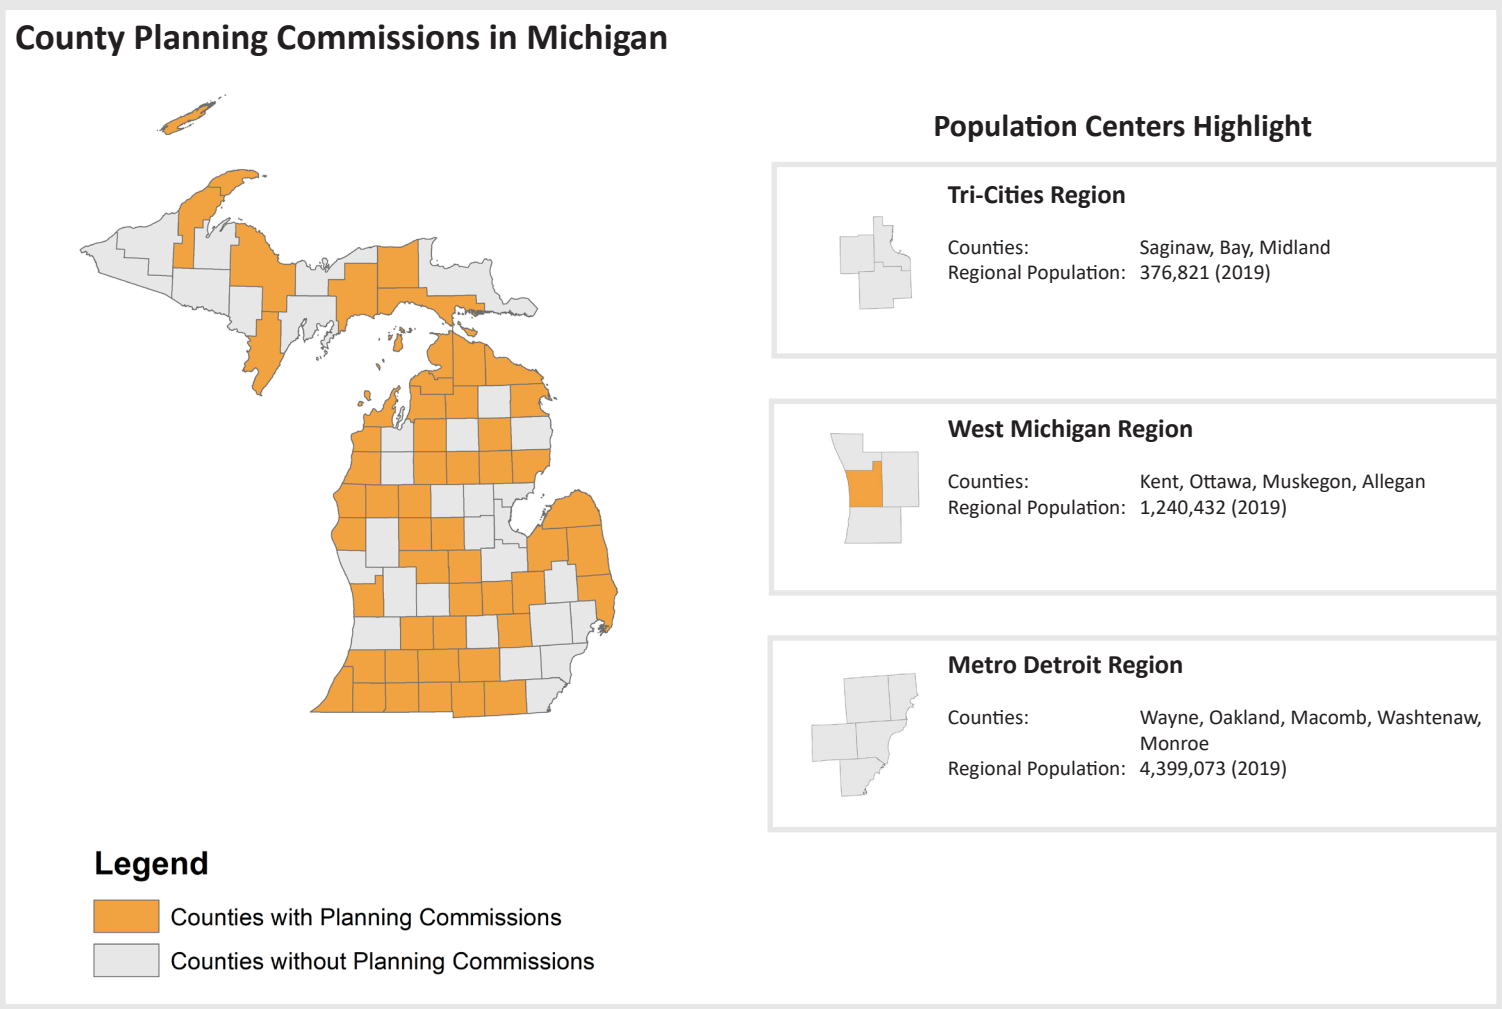 County Planning Commissions in Michigan
Population Centers Highlight
Tri-Cities Region
Counties: Saginaw, Bay, Midland
Regional Population: 376,821 (2019)
West Michigan Region
Counties: Kent, Ottawa, Muskegon, Allegan
Regional Population: 1,240,432 (2019)
Metro Detroit Region
Counties: Wayne, Oakland, Macomb, Washtenaw,
Monroe
Regional Population: 4,399,073 (2019)
Legend
Counties with Planning Commissions
Counties without Planning Commissions